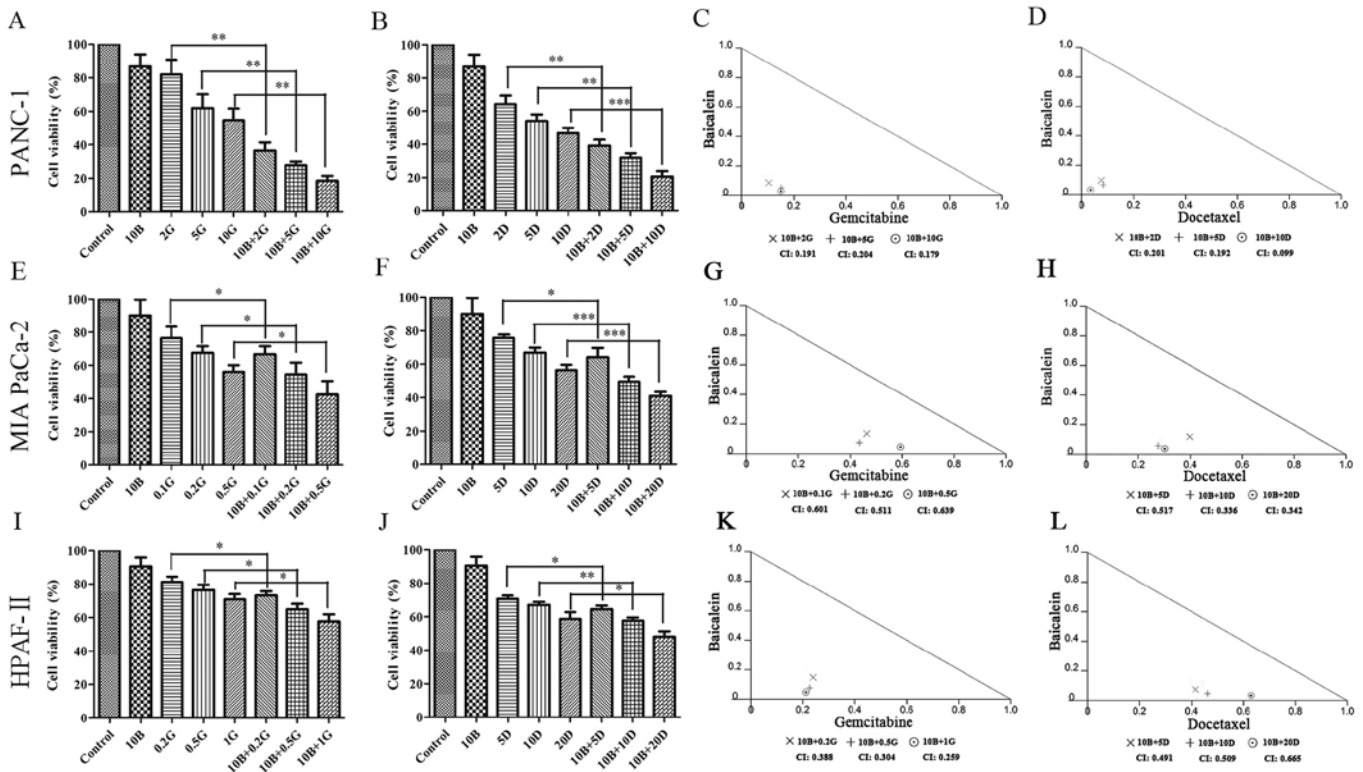 A
B
C
D
PANC-1
Cell viability (%)
100
80
60
40
20
0
** ** **
Control 10B 2G 5G 10G 10B+2G 10B+5G 10B+10G
Cell viability (%)
100
80
60
40
20
0
** ** ***
Control 10B 2D 5D 10D 10B+2D 10B+5D 10B+10D
Baicalein
1.0
0.8
0.6
0.4
0.2
0 0.2 0.4 0.6 0.8 1.0
Gemcitabine
× 10B+2G + 10B+5G ⊙ 10B+10G
CI: 0.191 CI: 0.204 CI: 0.179
Baicalein
1.0
0.8
0.6
0.4
0.2
0
0 0.2 0.4 0.6 0.8 1.0
Docetaxel
× 10B+2D + 10B+5D ⊙ 10B+10D
CI: 0.201 CI: 0.192 CI: 0.099
E
F
G
H
MIA PaCa-2
Cell viability (%)
100
80
60
40
20
0
* * *
Control 10B 0.1G 0.2G 0.5G 10B+0.1G 10B+0.2G 10B+0.5G
Cell viability (%)
100
80
60
40
20
0
* *** ***
Control 10B 5D 10D 20D 10B+5D 10B+10D 10B+20D
Baicalein
1.0
0.8
0.6
0.4
0.2
0
0 0.2 0.4 0.6 0.8 1.0
Gemcitabine
× 10B+0.1G + 10B+0.2G ⊙ 10B+0.5G
CI: 0.601 CI: 0.511 CI: 0.639
Baicalein
1.0
0.8
0.6
0.4
0.2
0
0 0.2 0.4 0.6 0.8 1.0
Docetaxel
× 10B+5D + 10B+10D ⊙ 10B+20D
CI: 0.517 CI: 0.336 CI: 0.342
I
J
K
L
HPAF-II
Cell viability (%)
100
80
60
40
20
0
* * *
Control 10B 0.2G 0.5G 1G 10B+0.2G 10B+0.5G 10B+1G
Cell viability (%)
100
80
60
40
20
0
* ** *
Control 10B 5D 10D 20D 10B+5D 10B+10D 10B+20D
Baicalein
1.0
0.8
0.6
0.4
0.2
0
0 0.2 0.4 0.6 0.8 1.0
Gemcitabine
× 10B+0.2G + 10B+0.5G ⊙ 10B+1G
CI: 0.388 CI: 0.304 CI: 0.259
Baicalein
1.0
0.8
0.6
0.4
0.2
0
0 0.2 0.4 0.6 0.8 1.0
Docetaxel
× 10B+5D + 10B+10D ⊙ 10B+20D
CI: 0.491 CI: 0.509 CI: 0.665